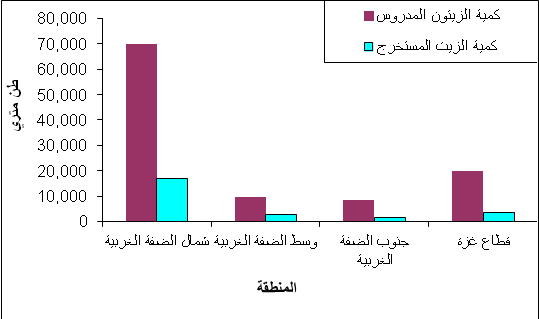 كمية الزيتون المدروس
كمية الزيت المستخرج
طن متري
80,000
70,000
60,000
50,000
40,000
30,000
20,000
10,000
0
شمال الضفة الغربية
وسط الضفة الغربية
جنوب الضفة
الغربية
قطاع غزة
المنطقة